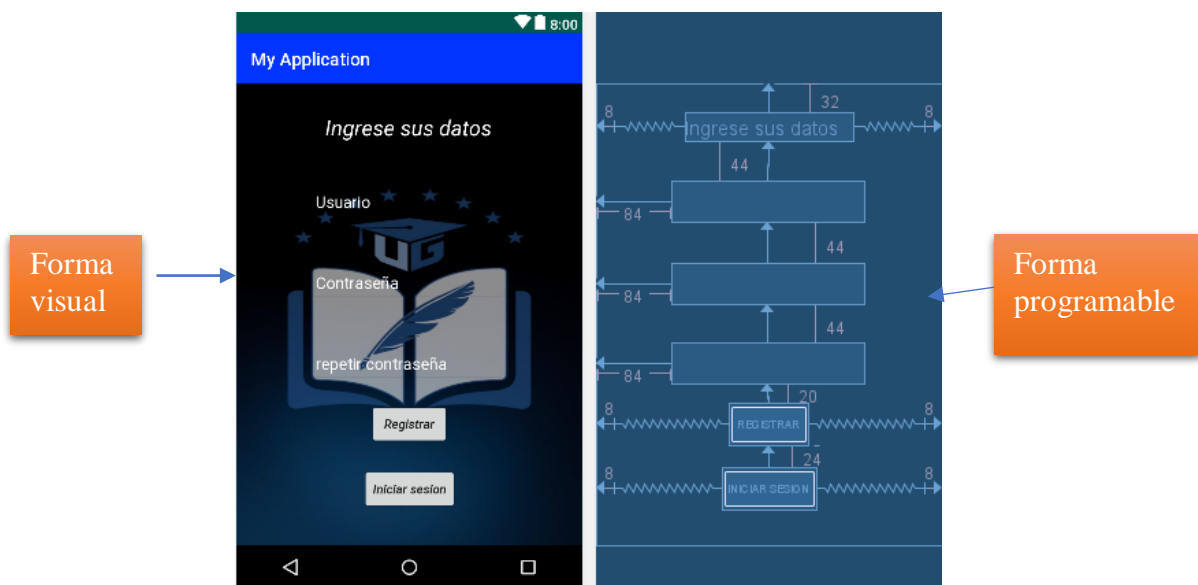 8:00
My Application
Ingrese sus datos
Usuario
UG
Contraseña
repetir contraseña
Registrar
Iniciar sesion
Forma
visual
32
8
8
Ingrese sus datos
44
84
44
84
44
84
20
8
8
REGISTRAR
24
8
8
INICIAR SESION
Forma
programable